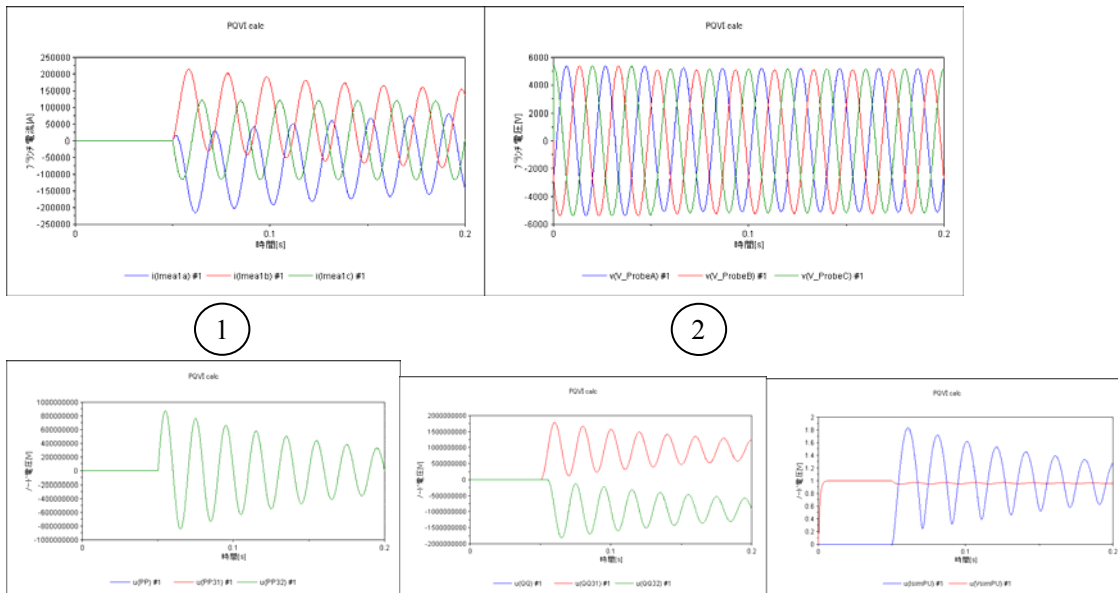 PQVI calc
250000
200000
150000
100000
50000
0
-50000
-100000
-150000
-200000
-250000
ブランチ電流[A]
0
0.1
0.2
時間[s]
i(Imea1a) #1
i(Imea1b) #1
i(Imea1c) #1
PQVI calc
6000
4000
2000
0
-2000
-4000
-6000
ブランチ電圧[V]
0
0.1
0.2
時間[s]
v(V_ProbeA) #1
v(V_ProbeB) #1
v(V_ProbeC) #1
1
2
PQVI calc
1000000000
800000000
600000000
400000000
200000000
0
-200000000
-400000000
-600000000
-800000000
-1000000000
ノード電圧[V]
0
0.1
0.2
時間[s]
u(PP) #1
u(PP31) #1
u(PP32) #1
PQVI calc
2000000000
1500000000
1000000000
500000000
0
-500000000
-1000000000
-1500000000
-2000000000
ノード電圧[V]
0
0.1
0.2
時間[s]
u(QQ) #1
u(QQ31) #1
u(QQ32) #1
PQVI calc
2
1.8
1.6
1.4
1.2
1
0.8
0.6
0.4
0.2
0
ノード電圧[V]
0
0.1
0.2
時間[s]
u(IsimPU) #1
u(VsimPU) #1